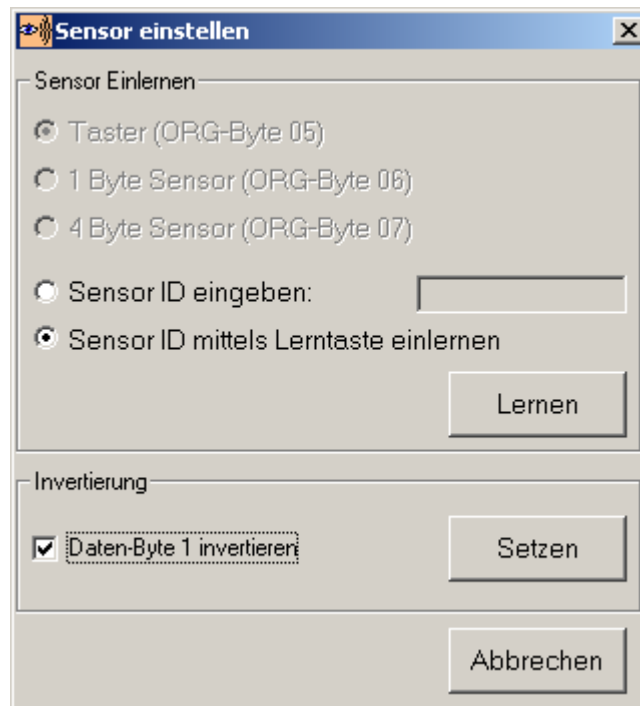 Sensor einstellen
Sensor Einlernen
Taster (ORG-Byte 05)
1 Byte Sensor (ORG-Byte 06)
4 Byte Sensor (ORG-Byte 07)
Sensor ID eingeben:
Sensor ID mittels Lerntaste einlernen
Lernen
Invertierung
Daten-Byte 1 invertieren
Setzen
Abbrechen